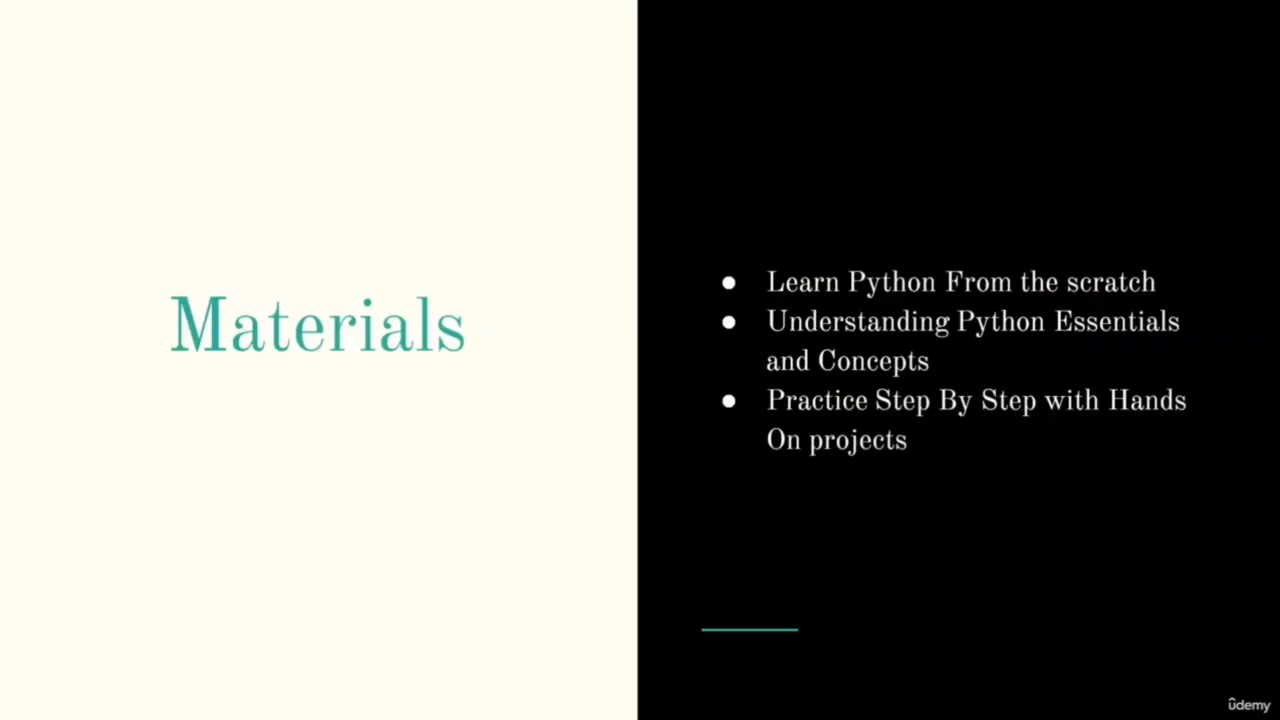 Materials
● Learn Python From the scratch
● Understanding Python Essentials
and Concepts
● Practice Step By Step with Hands
On projects
ûdemy